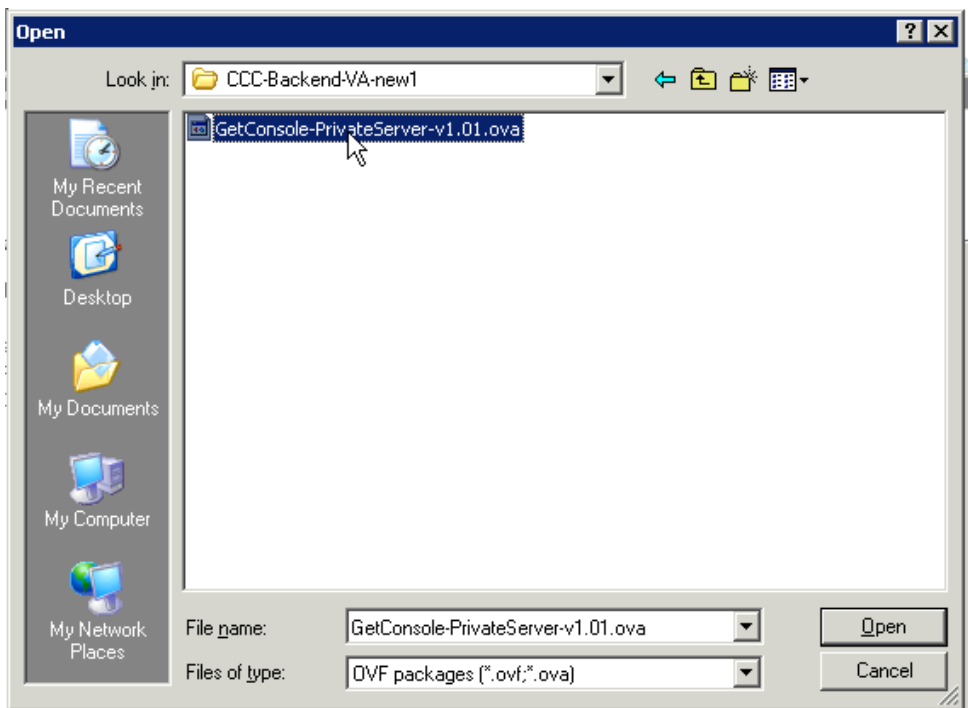 Open
Look in:
CCC-Backend-VA-new1
GetConsole-PrivateServer-v1.01.ova
My Recent
Documents
Desktop
My Documents
My Computer
My Network
Places
File name:
GetConsole-PrivateServer-v1.01.ova
Open
Files of type:
OVF packages (*.ovf;*.ova)
Cancel